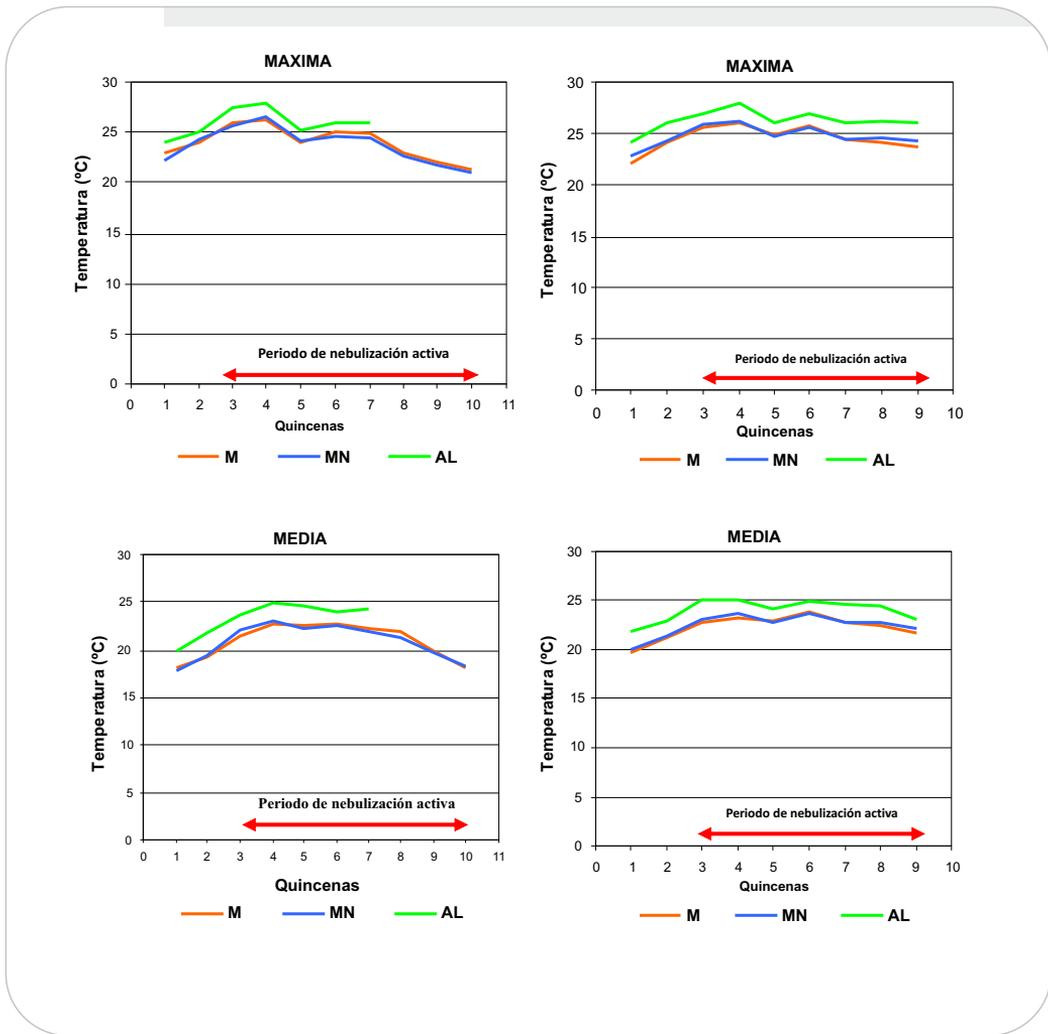 MAXIMA
30
25
20
15
10
5
0
Temperatura (ºC)
Periodo de nebulización activa
0 1 2 3 4 5 6 7 8 9 10 11
Quincenas
M MN AL
MAXIMA
30
25
20
15
10
5
0
Temperatura (ºC)
Periodo de nebulización activa
0 1 2 3 4 5 6 7 8 9 10
Quincenas
M MN AL
MEDIA
30
25
20
15
10
5
0
Temperatura (ºC)
Periodo de nebulización activa
0 1 2 3 4 5 6 7 8 9 10 11
Quincenas
M MN AL
MEDIA
30
25
20
15
10
5
0
Temperatura (ºC)
Periodo de nebulización activa
0 1 2 3 4 5 6 7 8 9 10
Quincenas
M MN AL